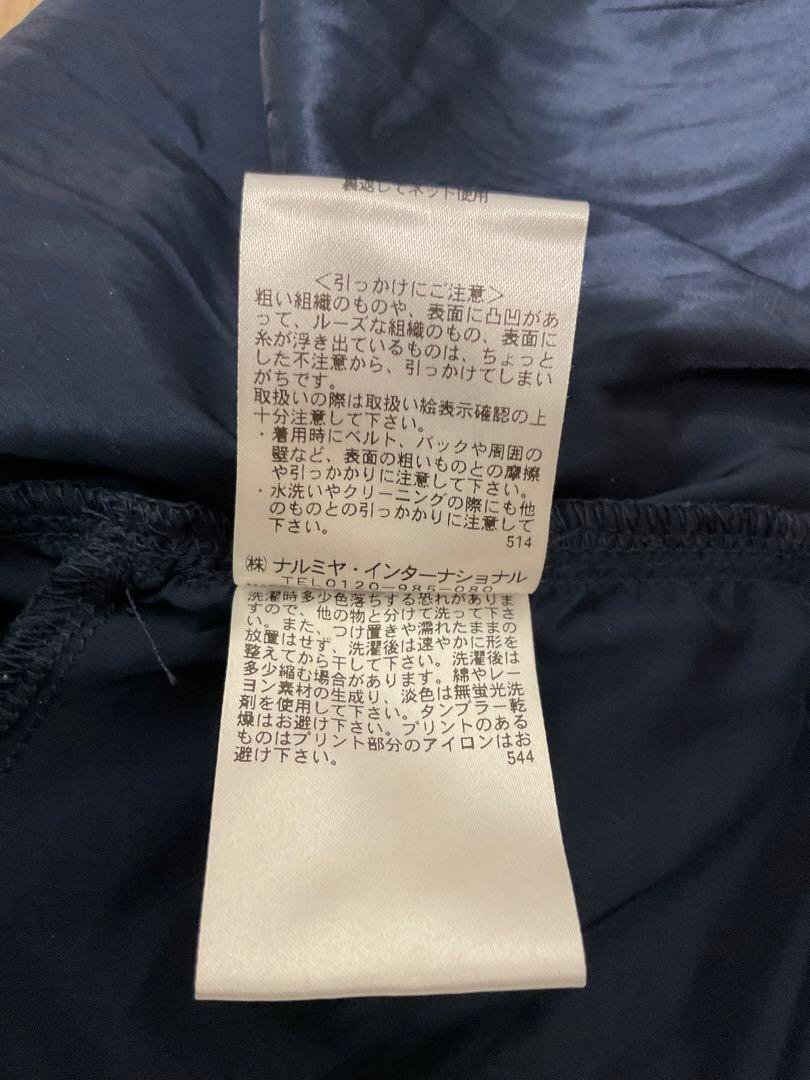 裏返してネット使用
＜引っかけにご注意＞
粗い組織のものや、表面に凸凹があ
って、ルーズな組織のもの、表面に
糸が浮き出ているものは、ちょっと
した不注意から、引っかけてしまい
がちです。
取扱いの際は取扱い絵表示確認の上
十分注意して下さい。
・着用時にベルト、バックや周囲の
壁など、表面の粗いものとの摩擦
や引っかかりに注意して下さい。
・水洗いやクリーニングの際にも他
のものとの引っかかりに注意して
下さい。
514
㈱ ナルミヤ・インターナショナル
TEL0120-985-080
洗濯時多少色落ちする恐れがありま
すので、他の物と分けて洗って下さ
い。また、つけ置きや濡れたままの
放置はせず、洗濯後は速やかに形を
整えてから干して下さい。洗濯後は
多少縮む場合があります。綿やレー
ヨン素材の生成り、淡色は無蛍光洗
剤を使用して下さい。タンブラー乾
燥はお避け下さい。プリントのある
ものはプリント部分のアイロンはお
避け下さい。
544